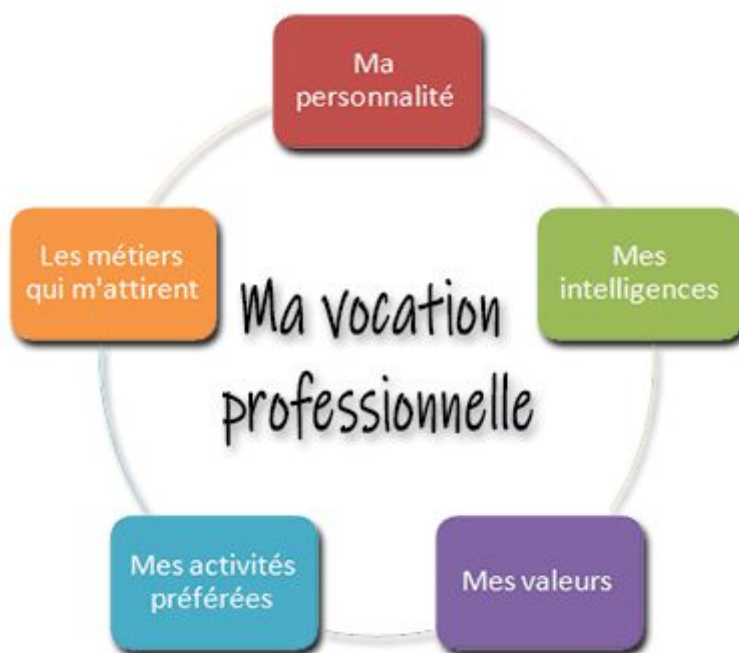 Ma
personnalité
Les métiers
qui m'attirent
Mes
intelligences
Ma vocation
professionnelle
Mes activités
préférées
Mes valeurs